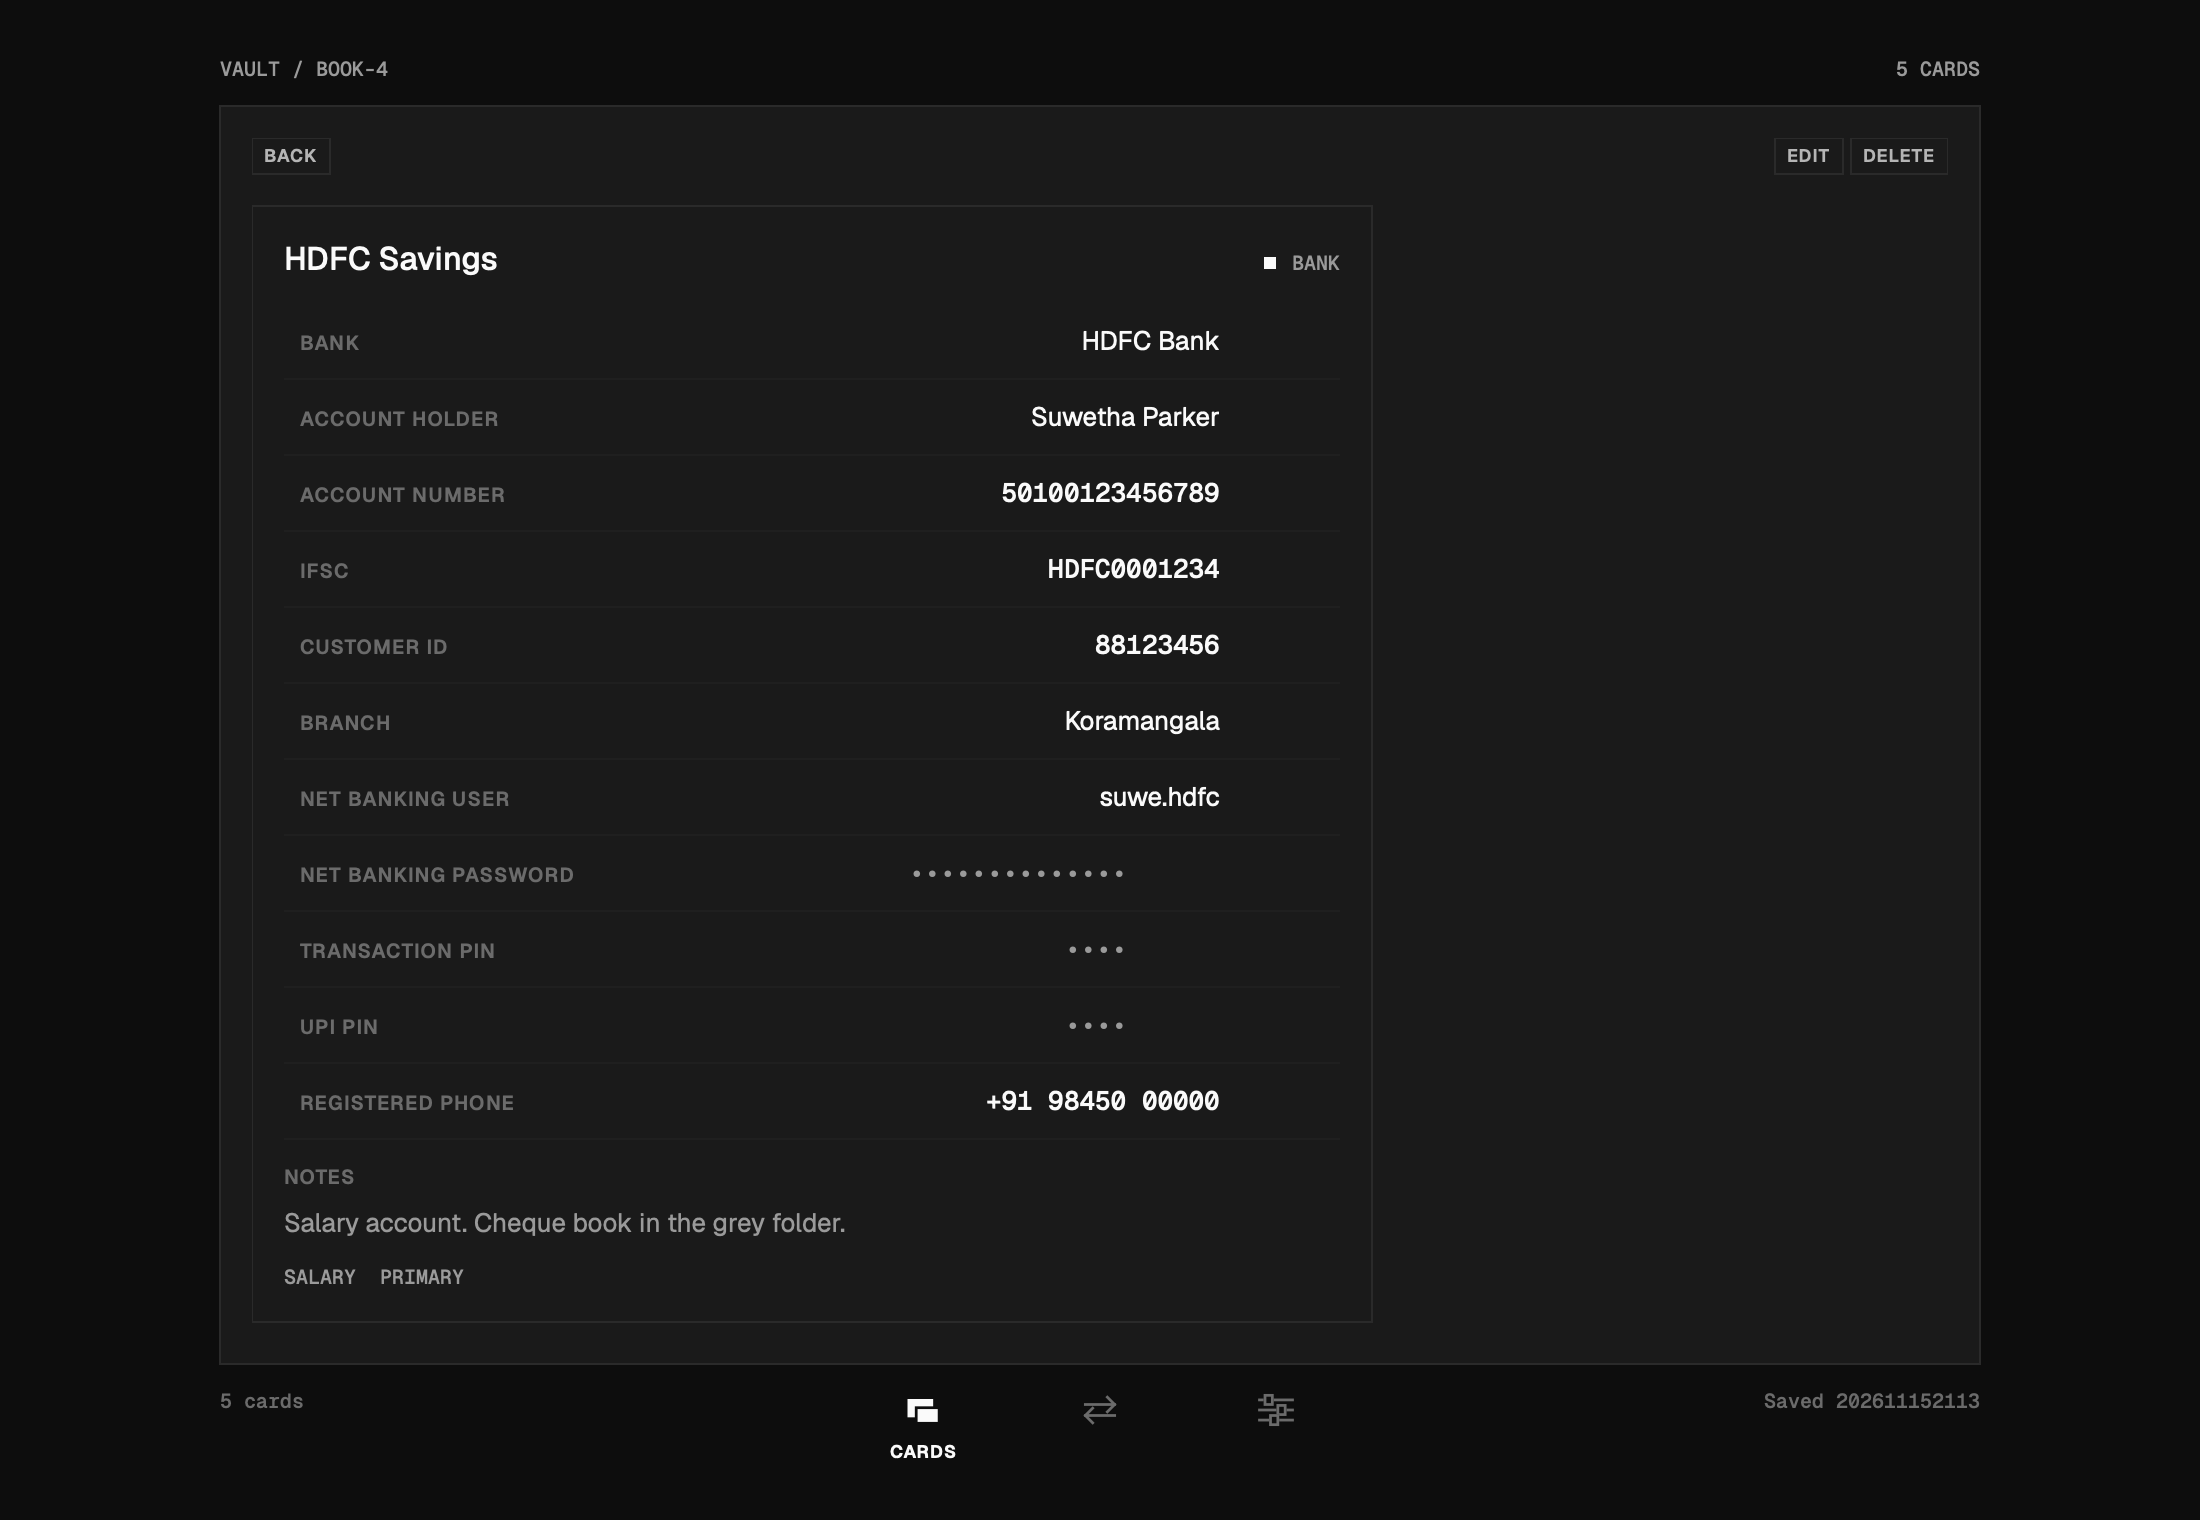 VAULT / BOOK-4
5 CARDS
BACK
EDIT
DELETE
HDFC Savings
BANK
BANK
HDFC Bank
ACCOUNT HOLDER
Suwetha Parker
ACCOUNT NUMBER
50100123456789
IFSC
HDFC0001234
CUSTOMER ID
88123456
BRANCH
Koramangala
NET BANKING USER
suwe.hdfc
NET BANKING PASSWORD
••••••••••••••
TRANSACTION PIN
••••
UPI PIN
••••
REGISTERED PHONE
+91 98450 00000
NOTES
Salary account. Cheque book in the grey folder.
SALARY PRIMARY
5 cards
CARDS
Saved 202611152113